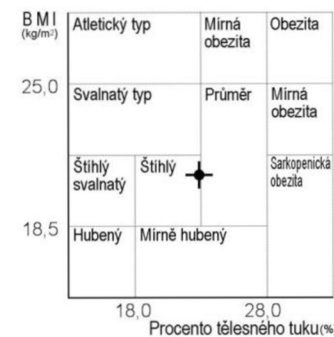 BMI
(kg/m²)
Atletický typ
Mírná
obezita
Obezita
25,0
Svalnatý typ
Průměr
Mírná
obezita
Štíhlý
svalnatý
Štíhlý
Sarkopenická
obezita
18,5
Hubený
Mírně hubený
18,0
28,0
Procento tělesného tuku(%